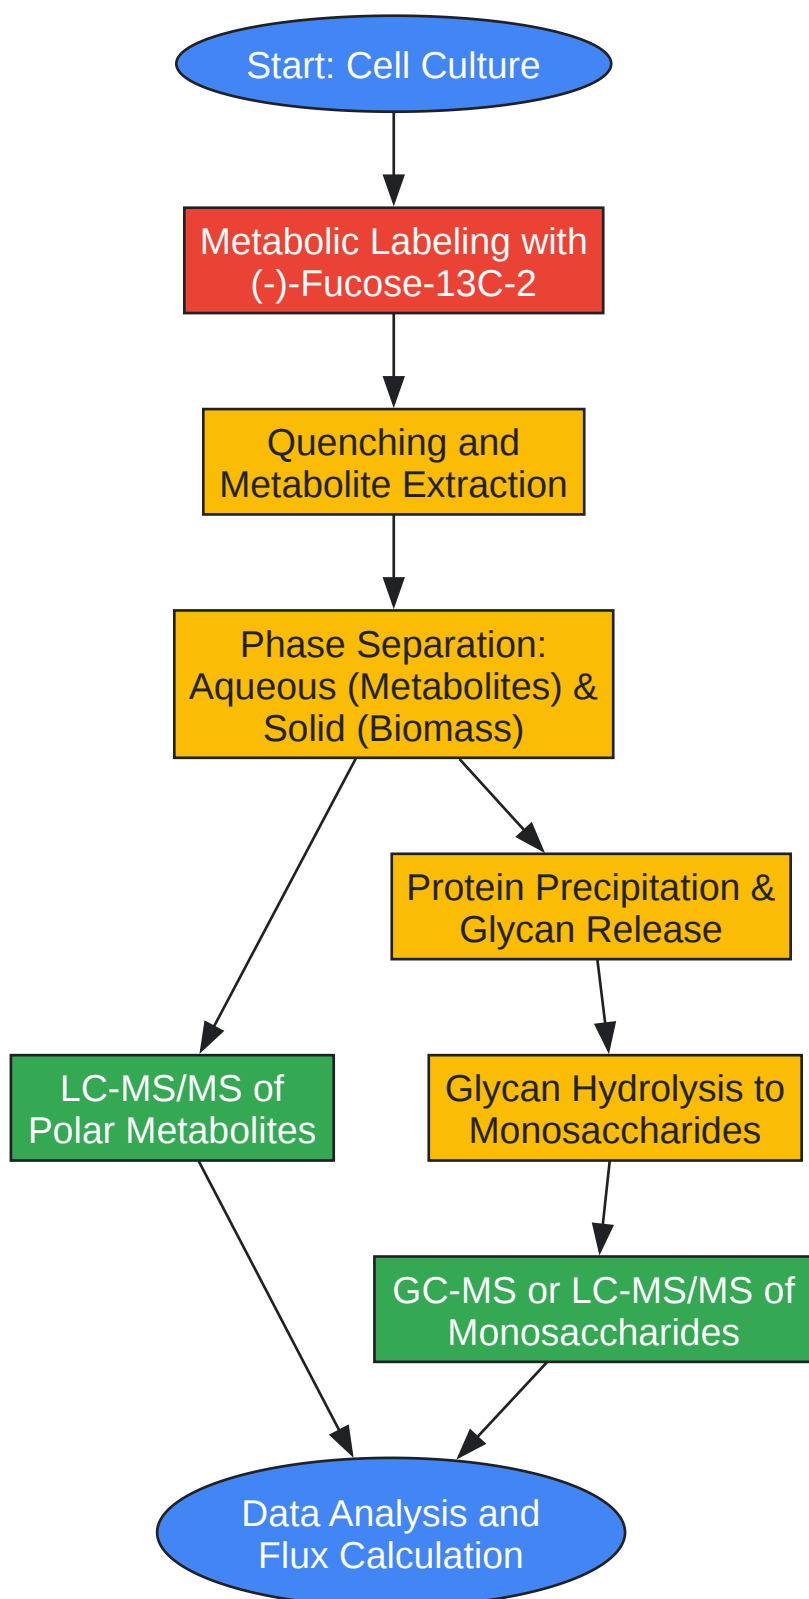 Start: Cell Culture
Metabolic Labeling with
(-)-Fucose-13C-2
Quenching and
Metabolite Extraction
Phase Separation:
Aqueous (Metabolites) &
Solid (Biomass)
Protein Precipitation &
Glycan Release
LC-MS/MS of
Polar Metabolites
Glycan Hydrolysis to
Monosaccharides
GC-MS or LC-MS/MS of
Monosaccharides
Data Analysis and
Flux Calculation